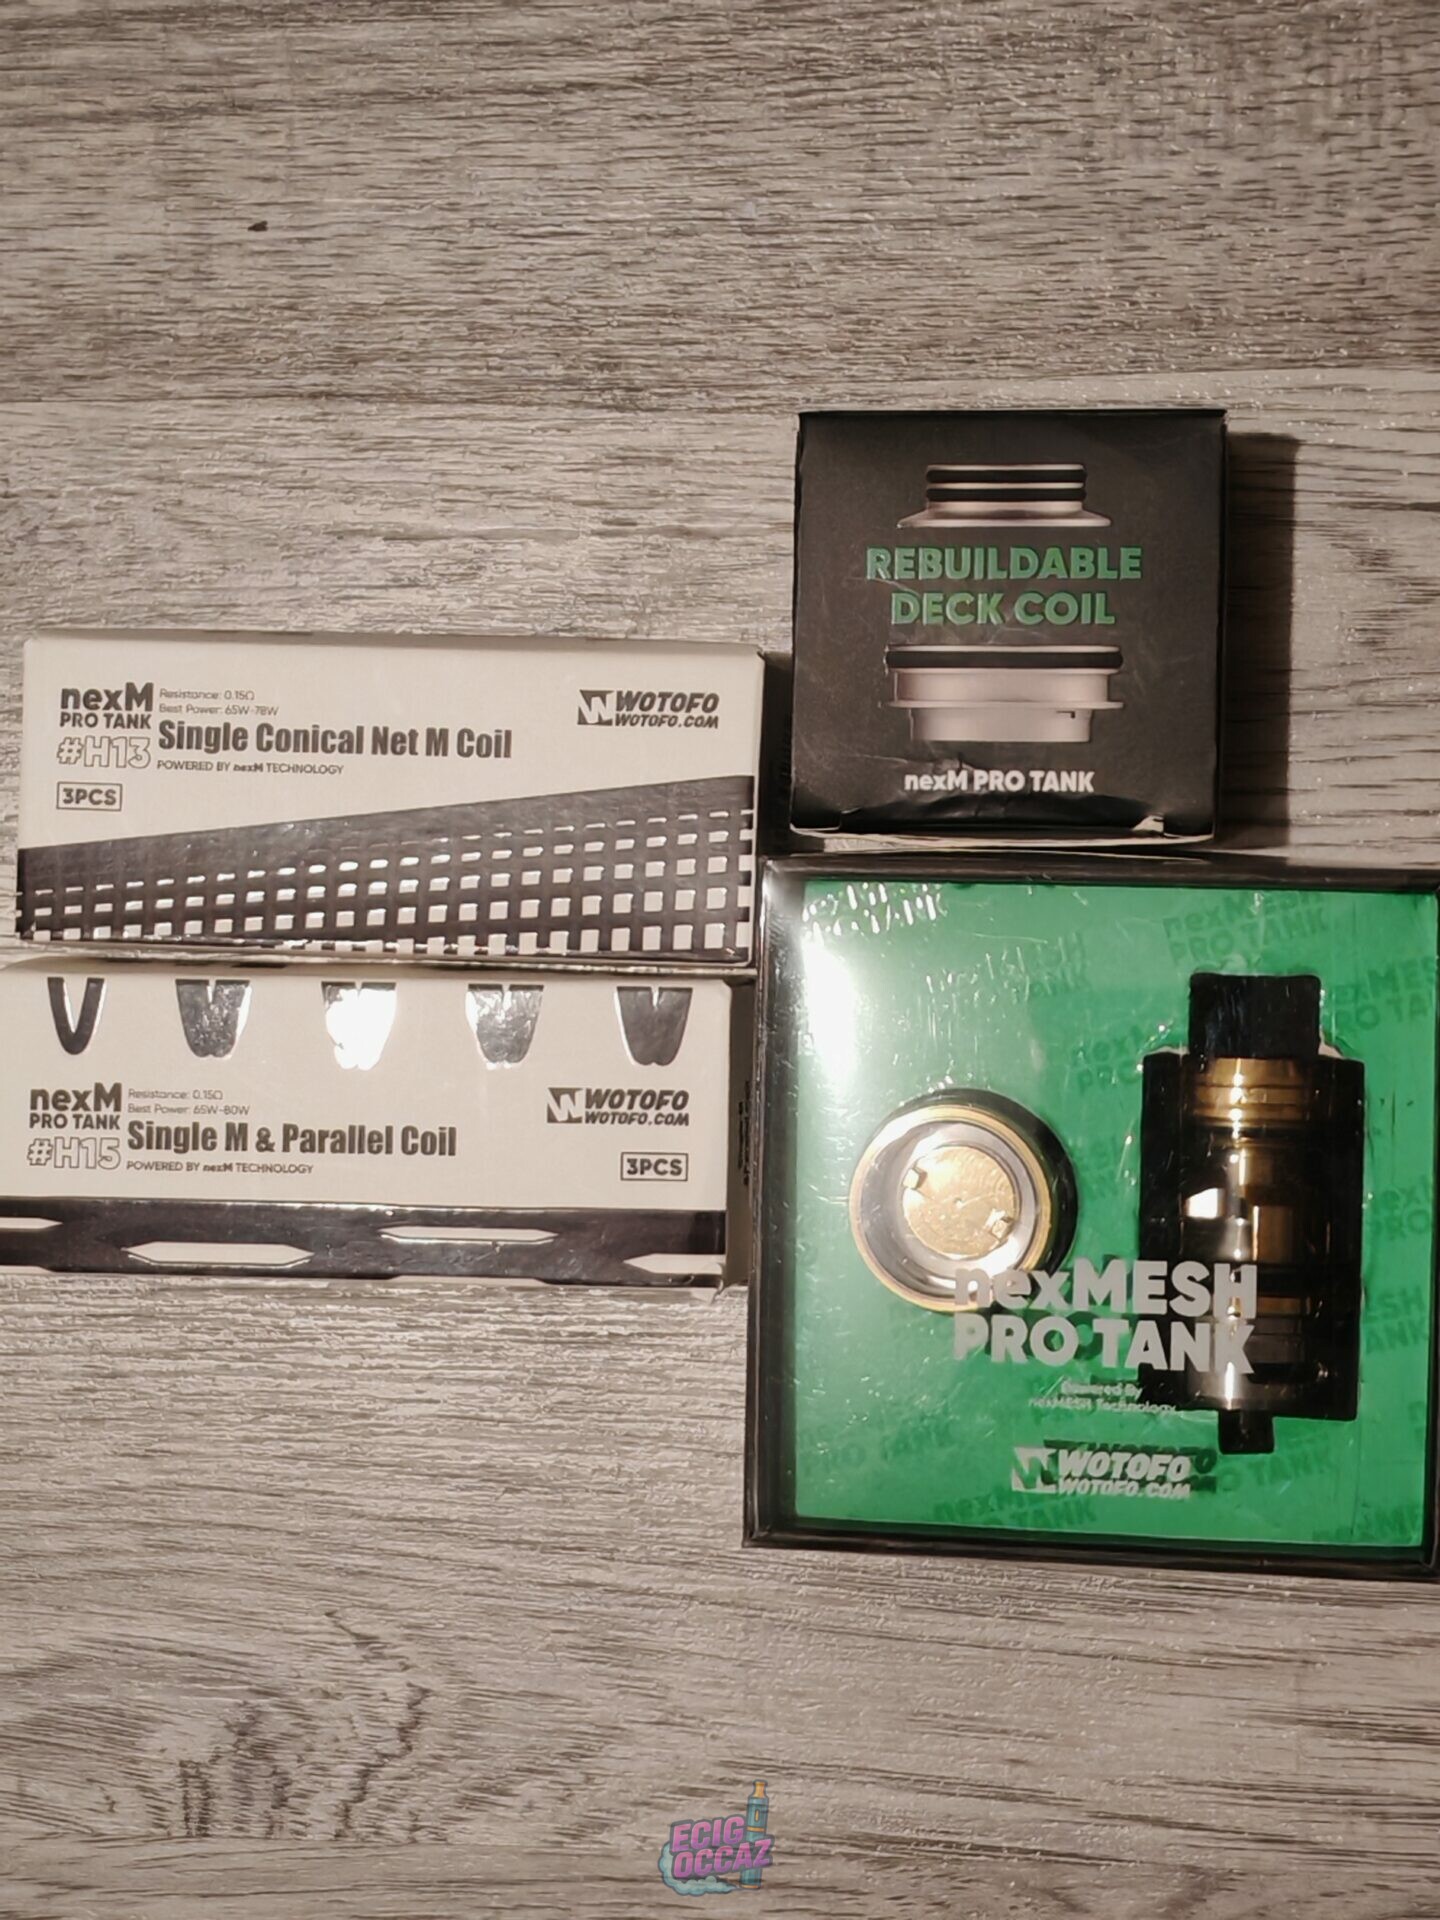 REBUILDABLE
DECK COIL
nexM PRO TANK
nexM
PRO TANK
#H13
Resistance: 0.15Ω
Best Power: 65W-78W
Single Conical Net M Coil
POWERED BY nexM TECHNOLOGY
3PCS
WOTOFO
WOTOFO.COM
nexM
PRO TANK
#H15
Resistance: 0.15Ω
Best Power: 65W-80W
Single M & Parallel Coil
POWERED BY nexM TECHNOLOGY
WOTOFO
WOTOFO.COM
3PCS
nexMESH
PRO TANK
nexMESH
PRO TANK
Powered By
nexMESH Technology
WOTOFO
WOTOFO.COM
ECIG
OCCAZ